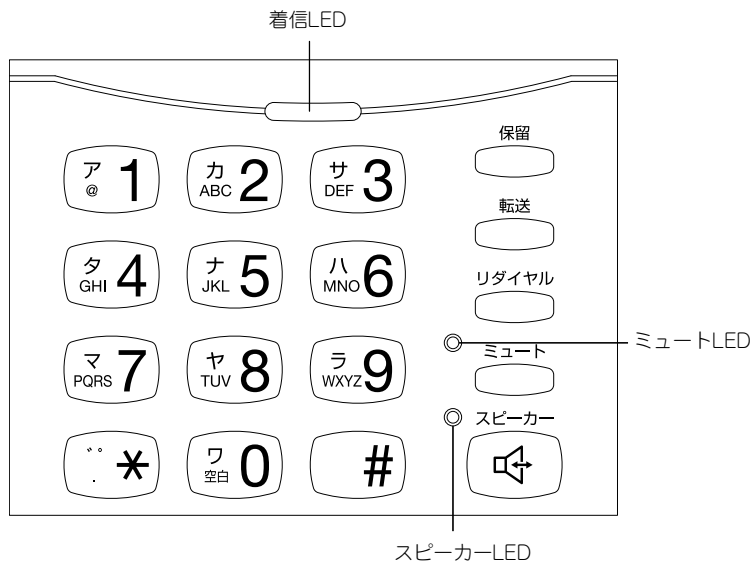 着信LED
保留
ア 1
@
カ 2
ABC
サ 3
DEF
転送
タ 4
GHI
ナ 5
JKL
ハ 6
MNO
リダイヤル
ミュートLED
ミュート
マ 7
PQRS
ヤ 8
TUV
ラ 9
WXYZ
スピーカー
゛゜ *
.
ワ 0
空白
#
スピーカーLED